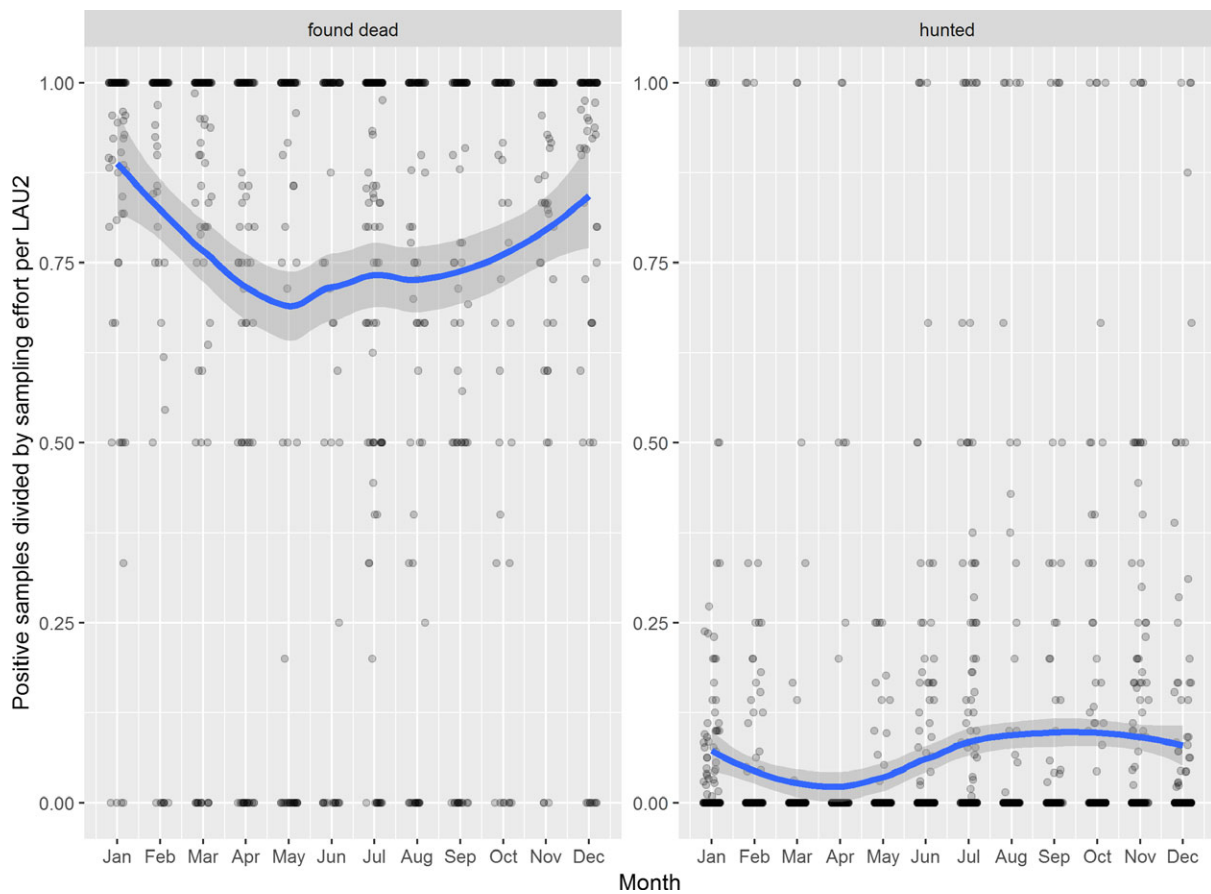 found dead
hunted
Positive samples divided by sampling effort per LAU2
1.00
0.75
0.50
0.25
0.00
1.00
0.75
0.50
0.25
0.00
Jan Feb Mar Apr May Jun Jul Aug Sep Oct Nov Dec
Jan Feb Mar Apr May Jun Jul Aug Sep Oct Nov Dec
Month